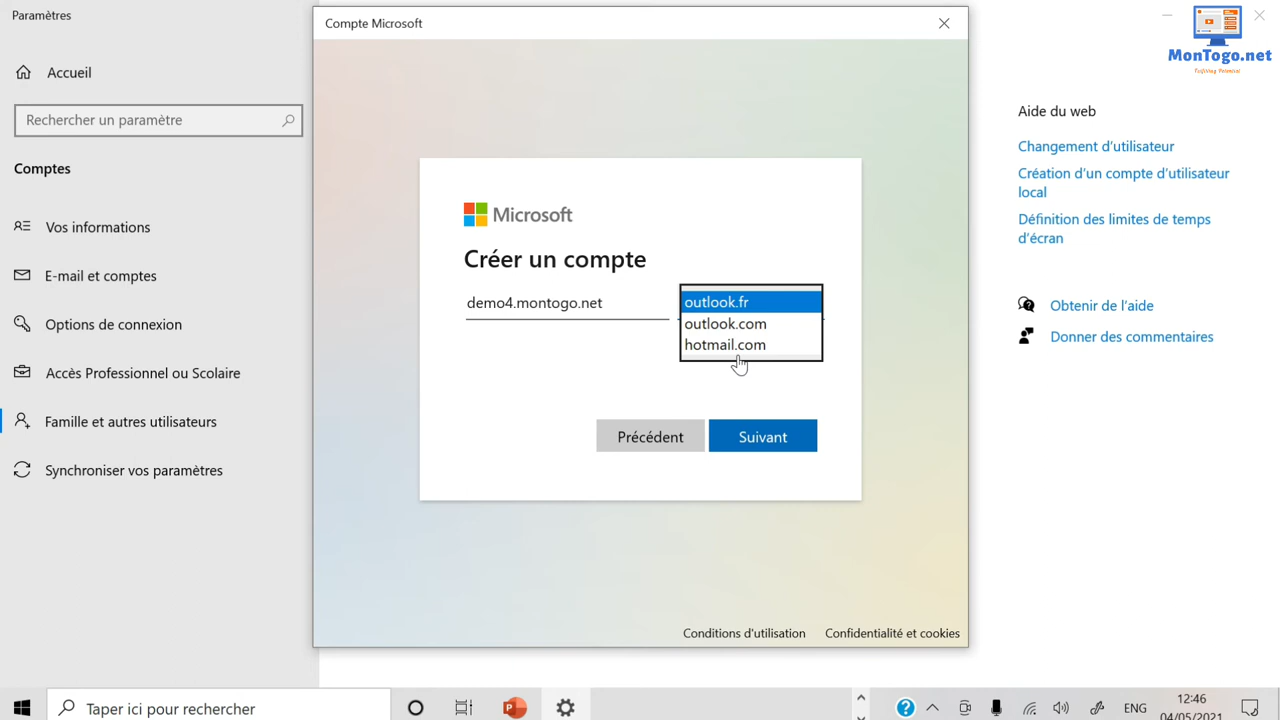 Paramètres
Accueil
Rechercher un paramètre
Comptes
Vos informations
E-mail et comptes
Options de connexion
Accès Professionnel ou Scolaire
Famille et autres utilisateurs
Synchroniser vos paramètres
Compte Microsoft
Microsoft
Créer un compte
demo4.montogo.net
outlook.fr
outlook.com
hotmail.com
Précédent
Suivant
Conditions d'utilisation
Confidentialité et cookies
MonTogo.net
Aide du web
Changement d'utilisateur
Création d'un compte d'utilisateur
local
Définition des limites de temps
d'écran
Obtenir de l'aide
Donner des commentaires
Taper ici pour rechercher
ENG
12:46
04/05/2021